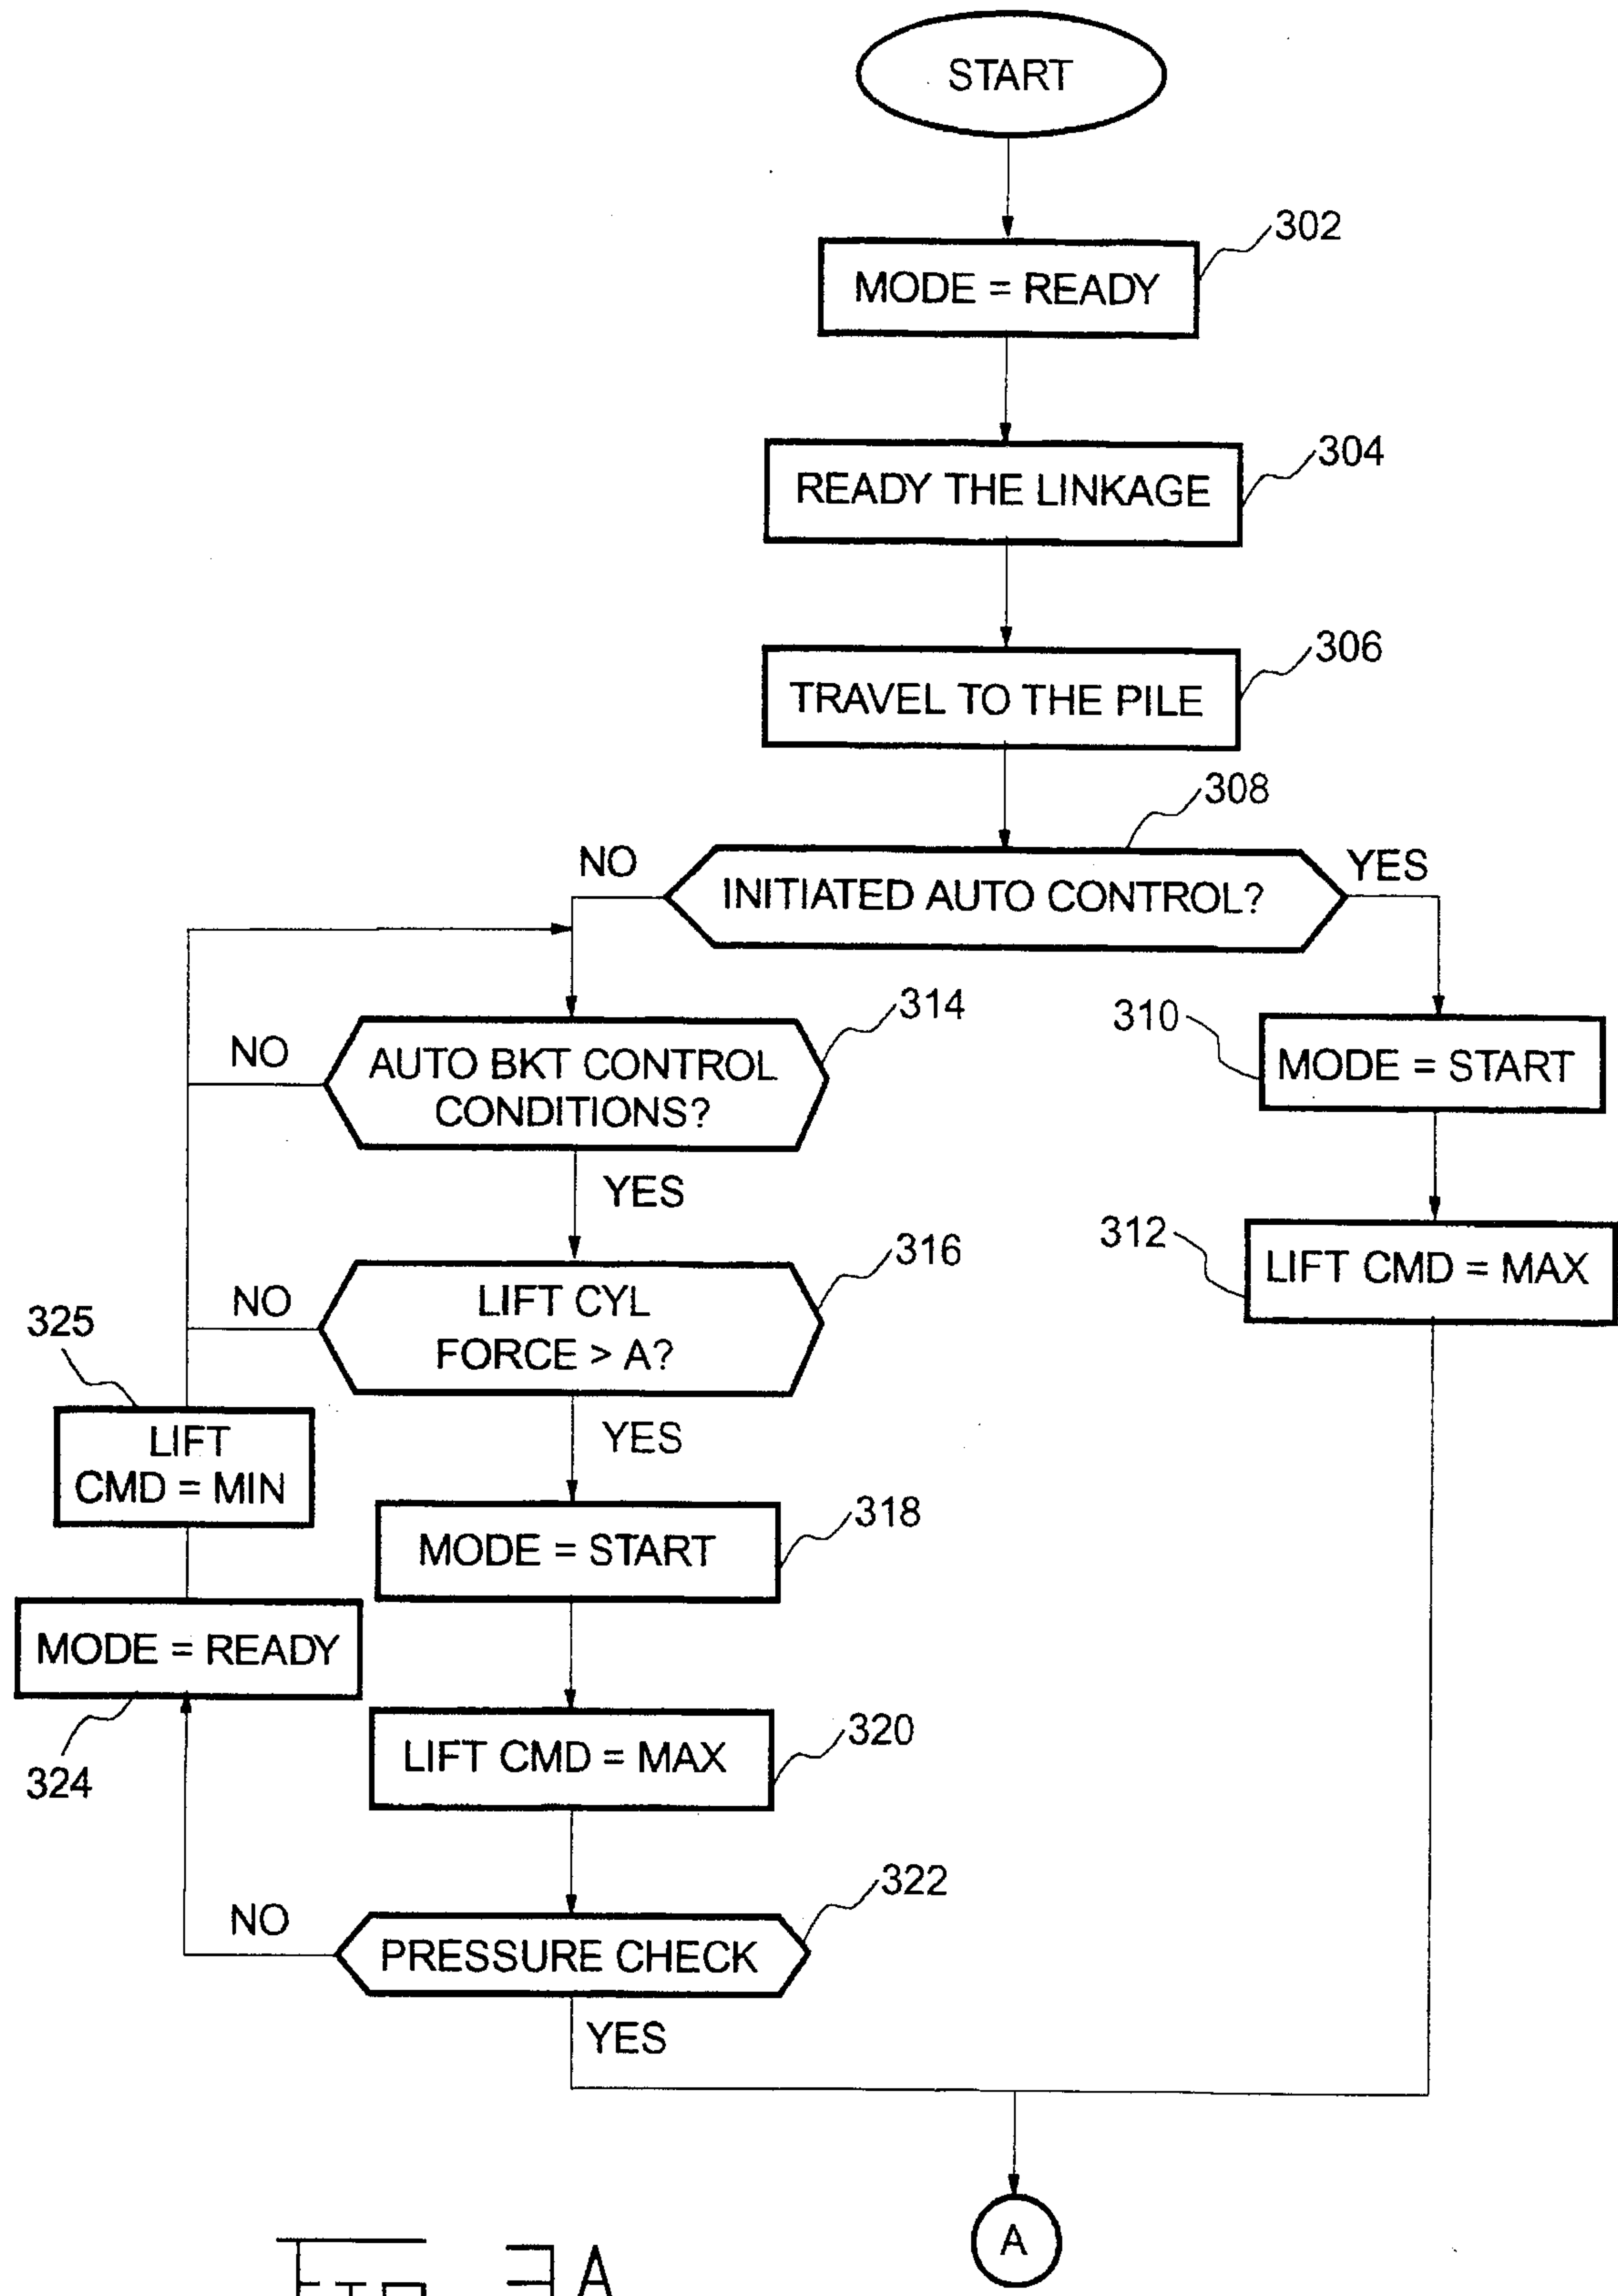 START
302
MODE = READY
304
READY THE LINKAGE
306
TRAVEL TO THE PILE
308
NO
INITIATED AUTO CONTROL?
YES
314
NO
AUTO BKT CONTROL
CONDITIONS?
YES
310
MODE = START
316
NO
LIFT CYL
FORCE > A?
YES
312
LIFT CMD = MAX
325
LIFT
CMD = MIN
318
MODE = START
MODE = READY
324
320
LIFT CMD = MAX
322
NO
PRESSURE CHECK
YES
A